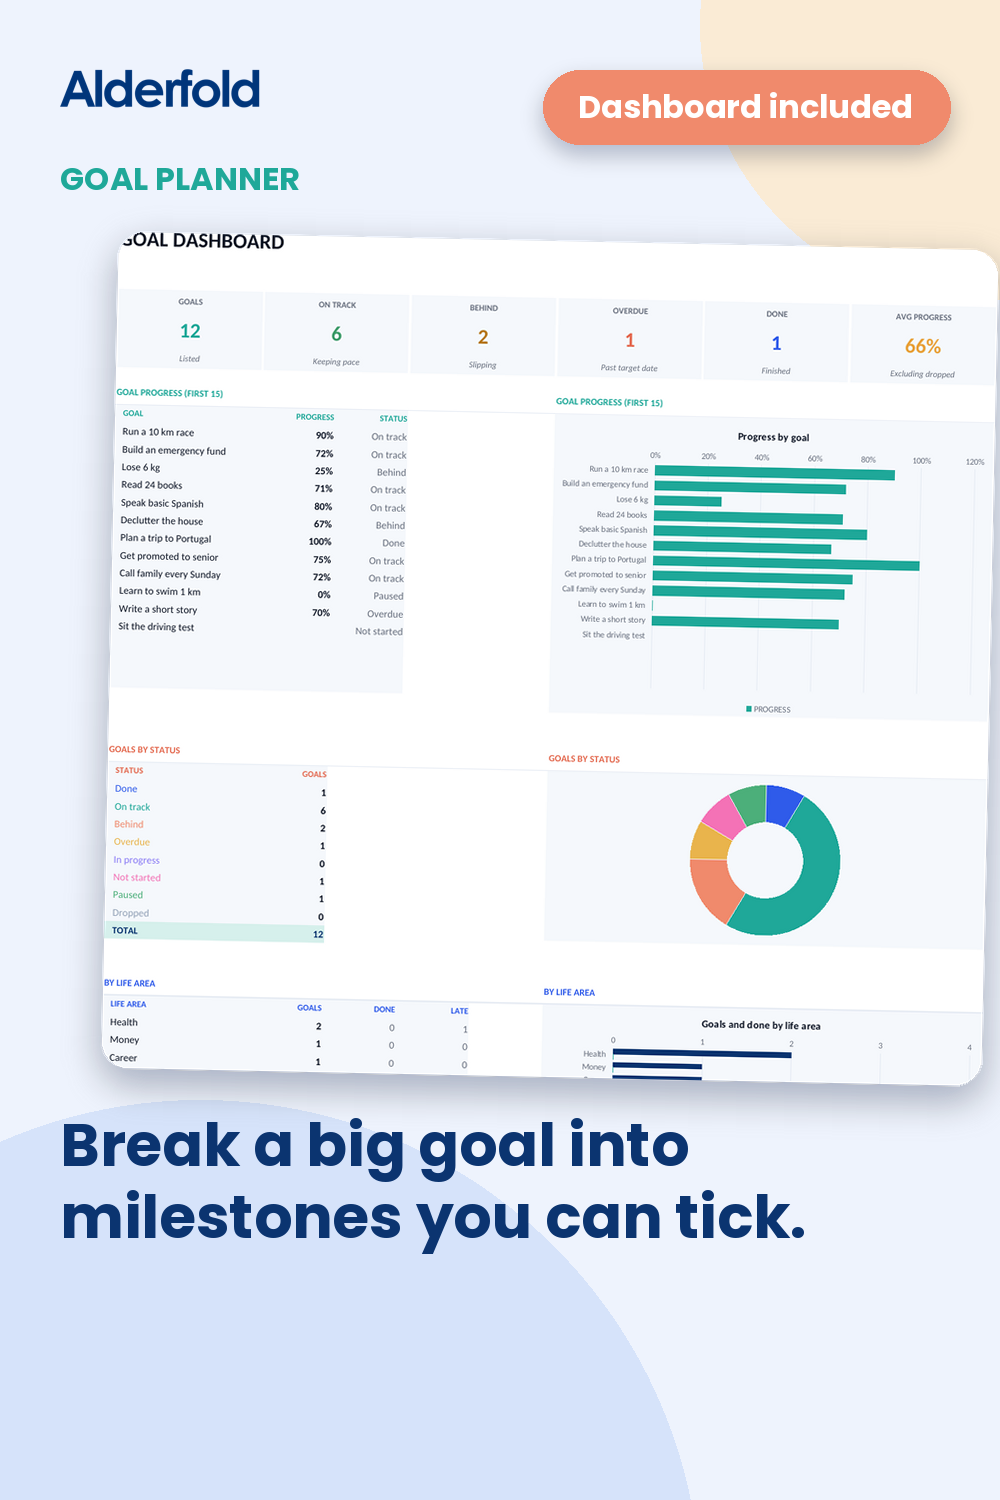 Alderfold
Dashboard included
GOAL PLANNER
GOAL DASHBOARD
GOALS
12
Listed
ON TRACK
6
Keeping pace
BEHIND
2
Slipping
OVERDUE
1
Past target date
DONE
1
Finished
AVG PROGRESS
66%
Excluding dropped
GOAL PROGRESS (FIRST 15)
GOAL PROGRESS STATUS
Run a 10 km race 90% On track
Build an emergency fund 72% On track
Lose 6 kg 25% Behind
Read 24 books 71% On track
Speak basic Spanish 80% On track
Declutter the house 67% Behind
Plan a trip to Portugal 100% Done
Get promoted to senior 75% On track
Call family every Sunday 72% On track
Learn to swim 1 km 0% Paused
Write a short story 70% Overdue
Sit the driving test Not started
GOAL PROGRESS (FIRST 15)
Progress by goal
0% 20% 40% 60% 80% 100% 120%
Run a 10 km race
Build an emergency fund
Lose 6 kg
Read 24 books
Speak basic Spanish
Declutter the house
Plan a trip to Portugal
Get promoted to senior
Call family every Sunday
Learn to swim 1 km
Write a short story
Sit the driving test
PROGRESS
GOALS BY STATUS
STATUS GOALS
Done 1
On track 6
Behind 2
Overdue 1
In progress 0
Not started 1
Paused 1
Dropped 0
TOTAL 12
GOALS BY STATUS
BY LIFE AREA
LIFE AREA GOALS DONE LATE
Health 2 0 1
Money 1 0 0
Career 1 0 0
BY LIFE AREA
Goals and done by life area
0 1 2 3 4
Health
Money
Break a big goal into
milestones you can tick.